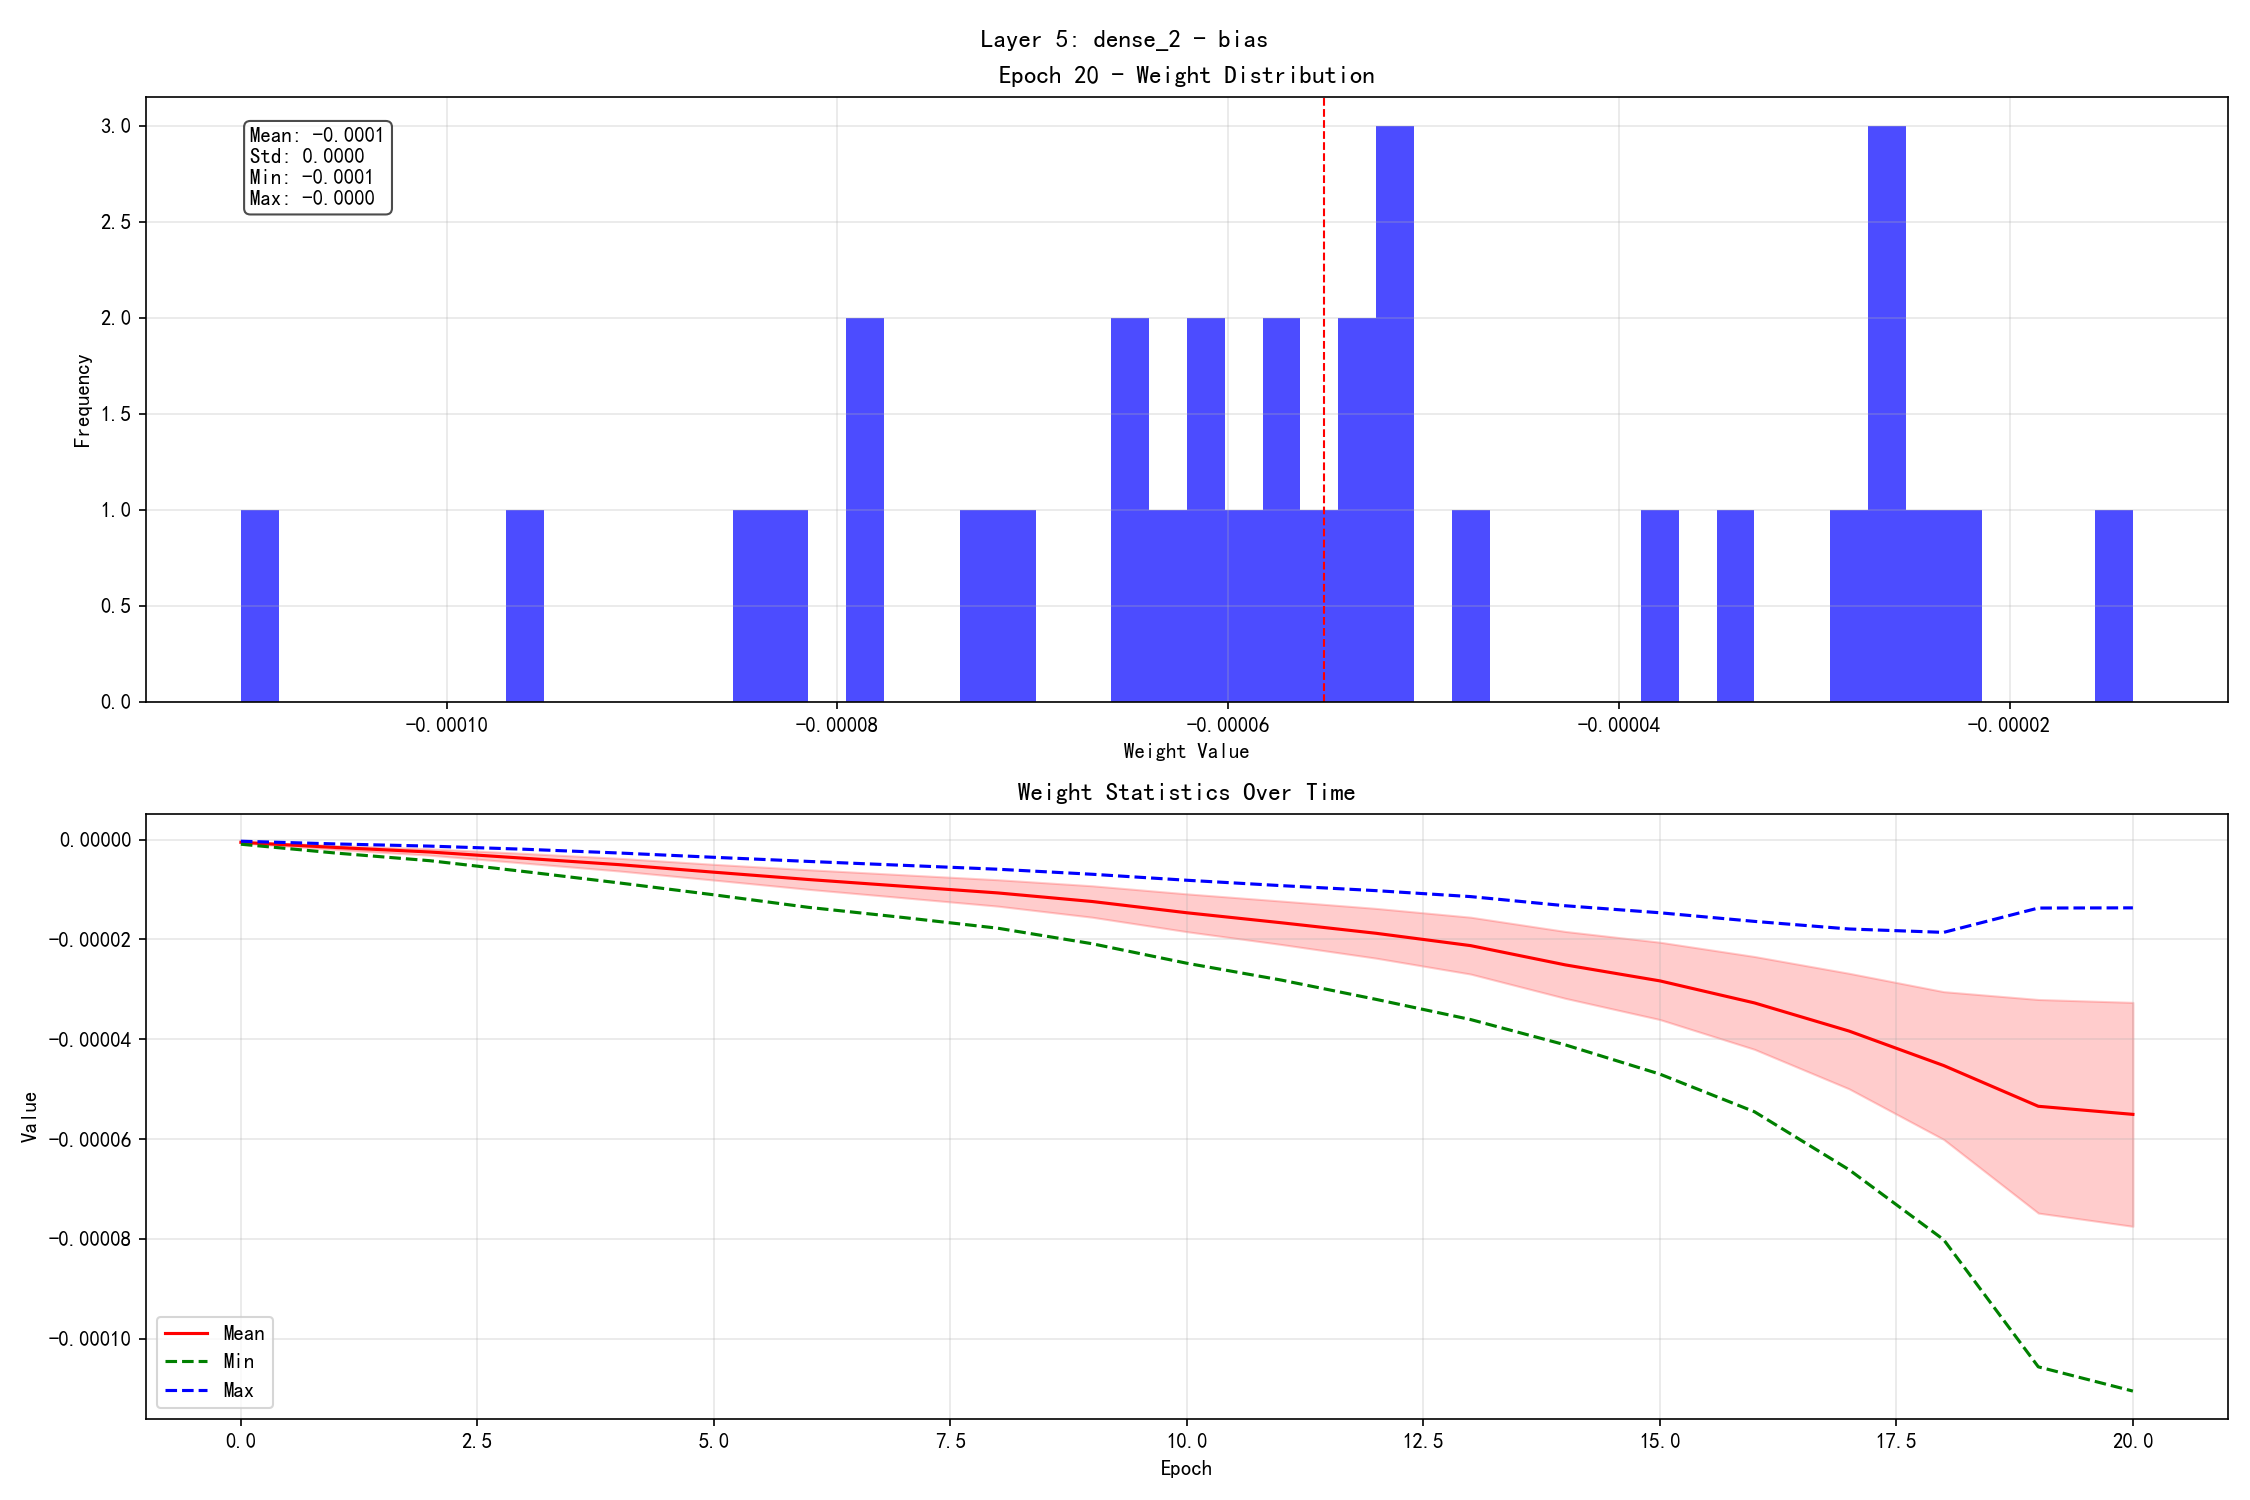 Layer 5: dense_2 - bias
Epoch 20 - Weight Distribution
Mean: -0.0001
Std: 0.0000
Min: -0.0001
Max: -0.0000
3.0
2.5
2.0
1.5
1.0
0.5
0.0
Frequency
-0.00010 -0.00008 -0.00006 -0.00004 -0.00002
Weight Value
Weight Statistics Over Time
0.00000
-0.00002
-0.00004
-0.00006
-0.00008
-0.00010
Value
Mean
Min
Max
0.0 2.5 5.0 7.5 10.0 12.5 15.0 17.5 20.0
Epoch